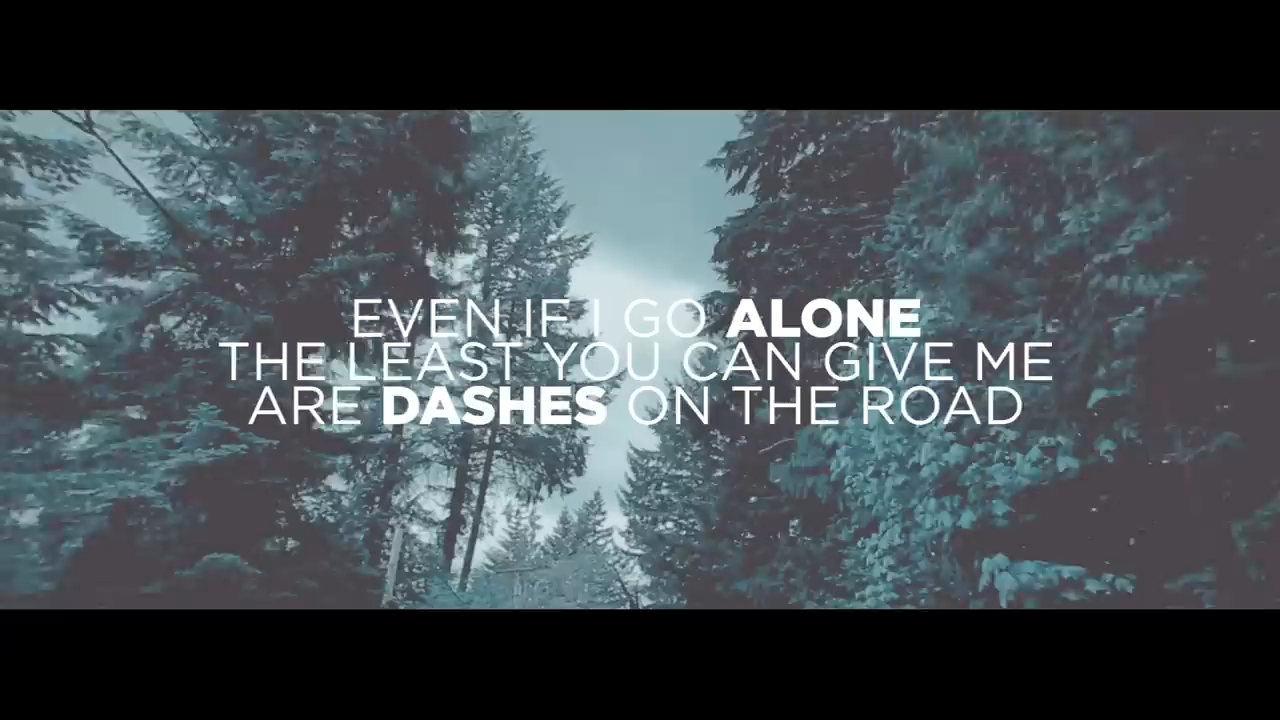 EVEN IF I GO ALONE
THE LEAST YOU CAN GIVE ME
ARE DASHES ON THE ROAD